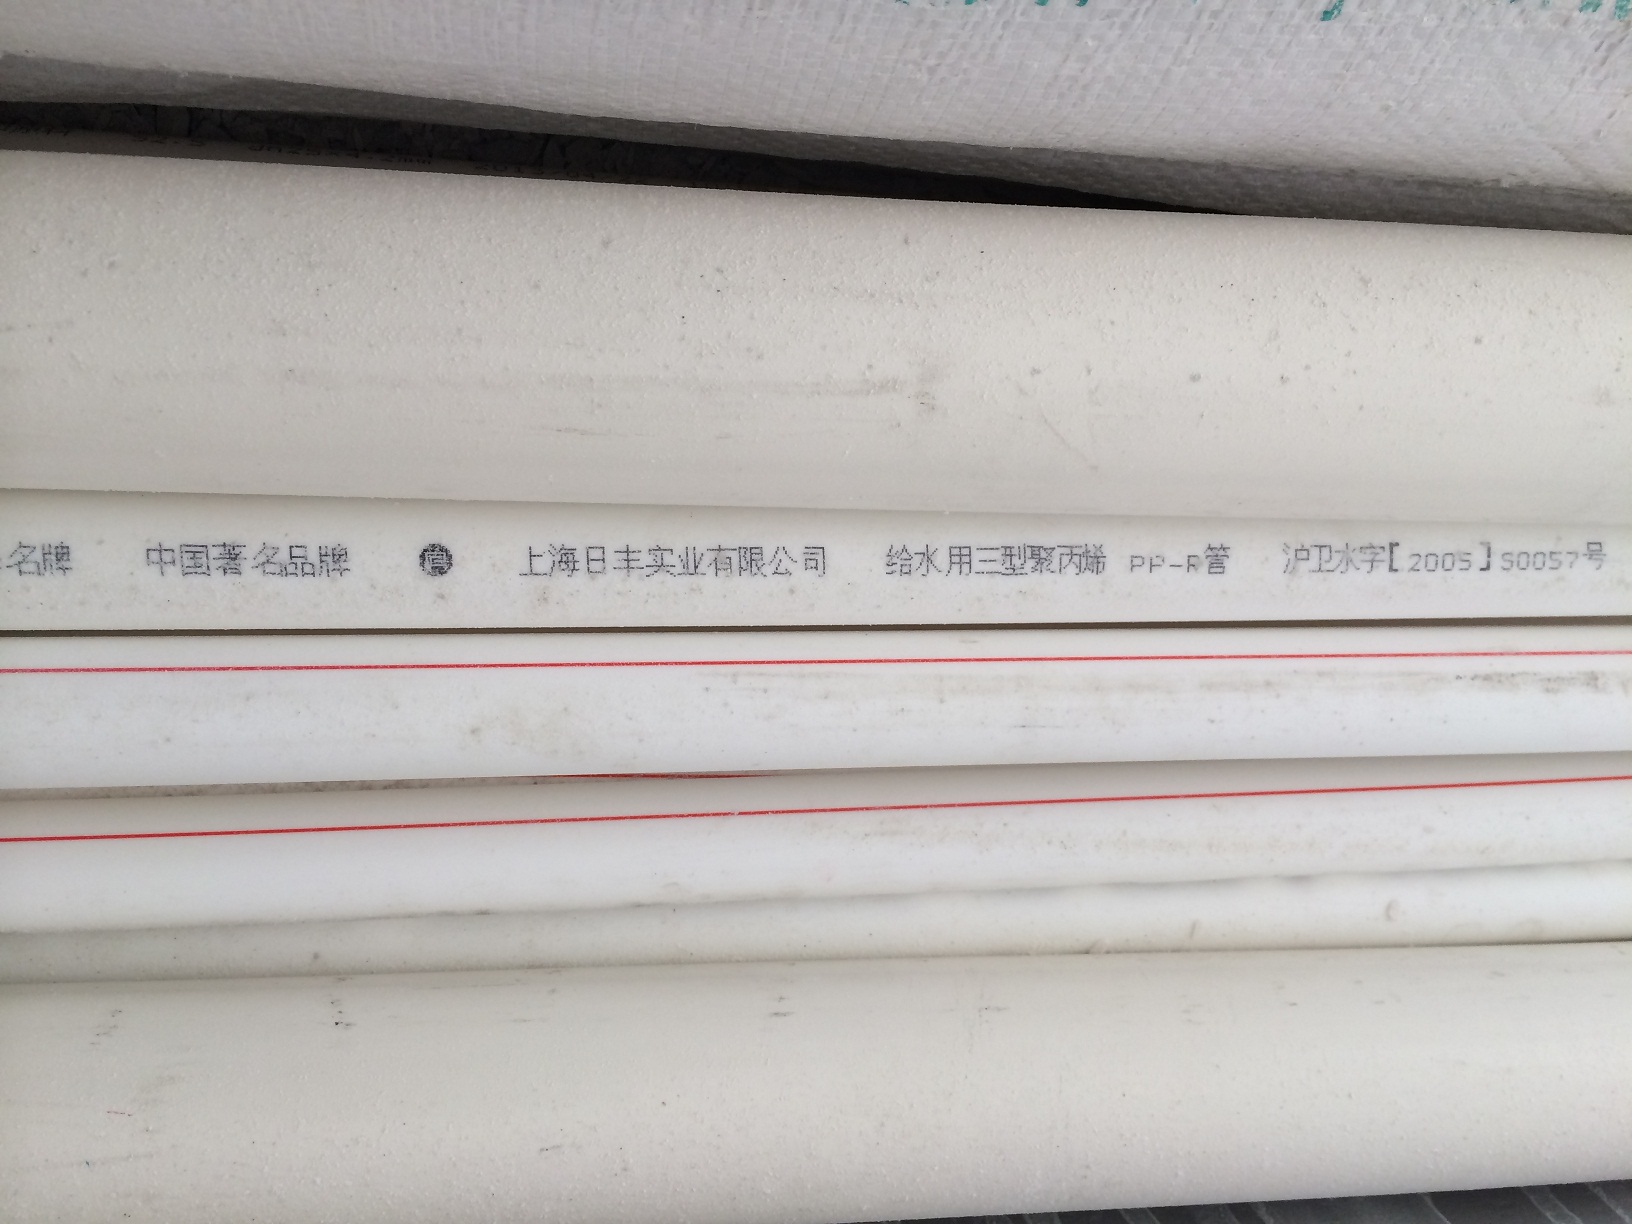 名牌 中国著名品牌 上海日丰实业有限公司 给水用三型聚丙烯 PP-R管 沪卫水字[2005]S0057号